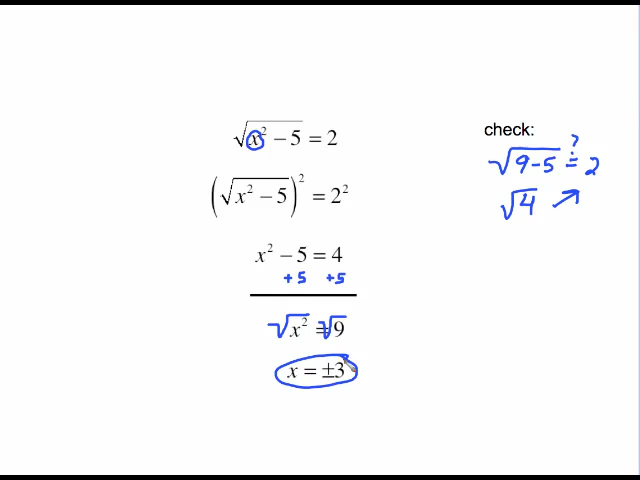 √(x² − 5) = 2
(√(x² − 5))² = 2²
x² − 5 = 4
+5 +5
√x² = √9
x = ±3
check:
√(9−5) ≟ 2
√4